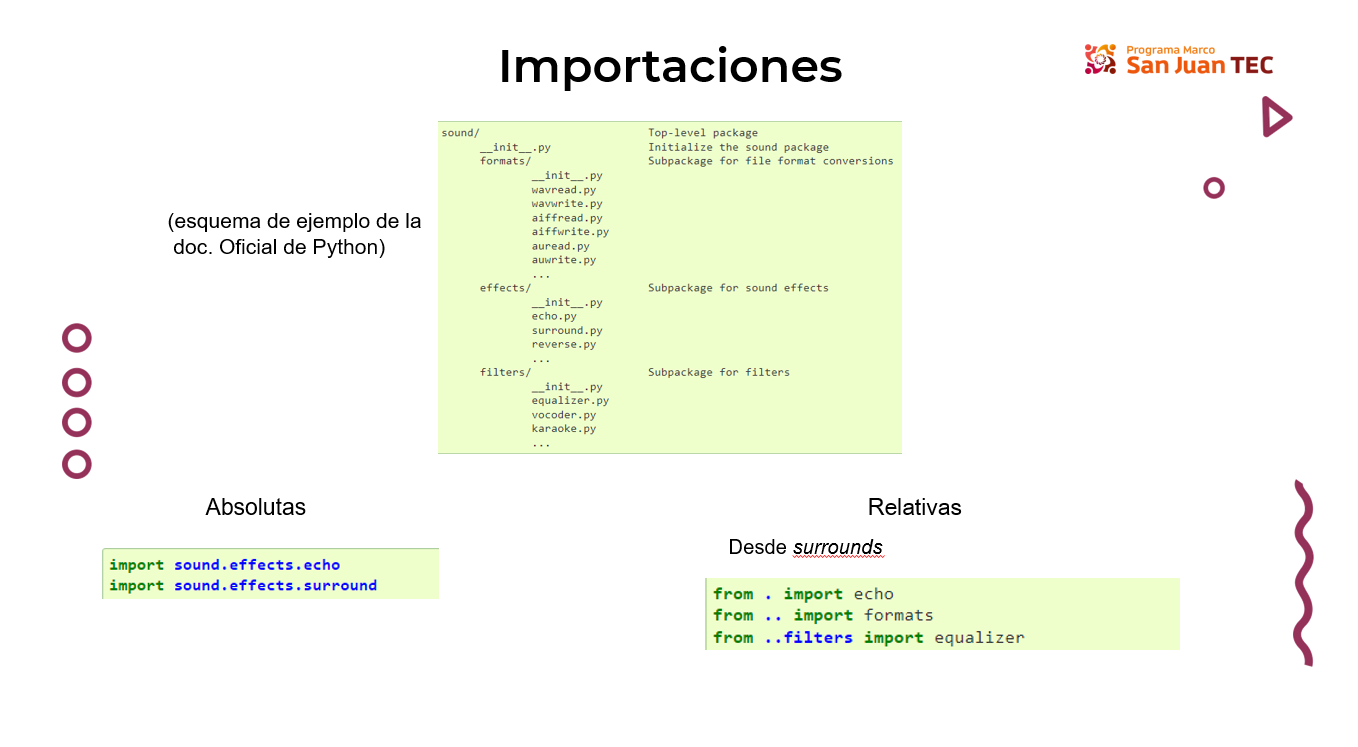 Importaciones
Programa Marco
San Juan TEC
(esquema de ejemplo de la
doc. Oficial de Python)
sound/ Top-level package
__init__.py Initialize the sound package
formats/ Subpackage for file format conversions
__init__.py
wavread.py
wavwrite.py
aiffread.py
aiffwrite.py
auread.py
auwrite.py
...
effects/ Subpackage for sound effects
__init__.py
echo.py
surround.py
reverse.py
...
filters/ Subpackage for filters
__init__.py
equalizer.py
vocoder.py
karaoke.py
...
Absolutas
import sound.effects.echo
import sound.effects.surround
Relativas
Desde surrounds
from . import echo
from .. import formats
from ..filters import equalizer